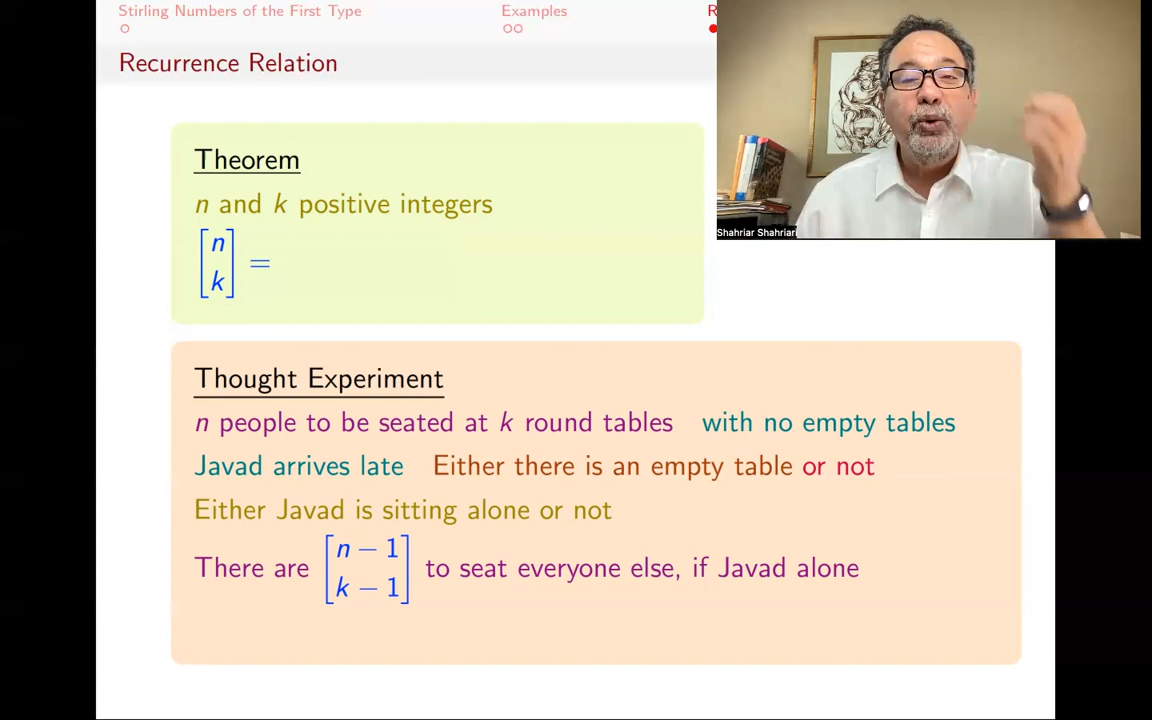 Stirling Numbers of the First Type Examples R
Recurrence Relation
Shahriar Shahriari
Theorem
n and k positive integers
[n
k] =
Thought Experiment
n people to be seated at k round tables with no empty tables
Javad arrives late Either there is an empty table or not
Either Javad is sitting alone or not
There are [n − 1
k − 1] to seat everyone else, if Javad alone